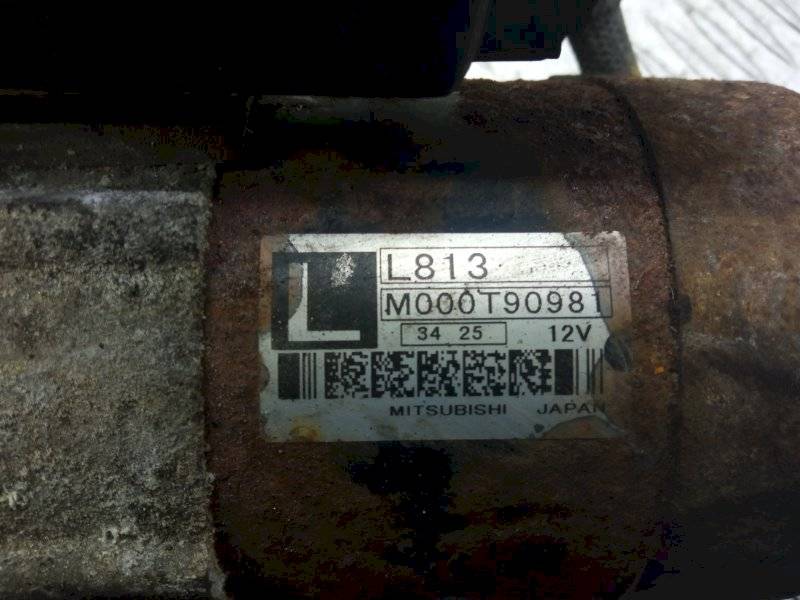 L
L813
M000T90981
34 25
12V
MITSUBISHI JAPAN